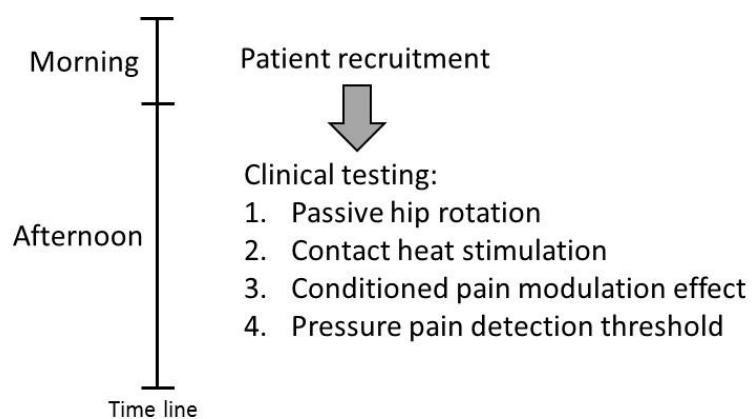 Morning
Patient recruitment
Afternoon
Clinical testing:
1. Passive hip rotation
2. Contact heat stimulation
3. Conditioned pain modulation effect
4. Pressure pain detection threshold
Time line